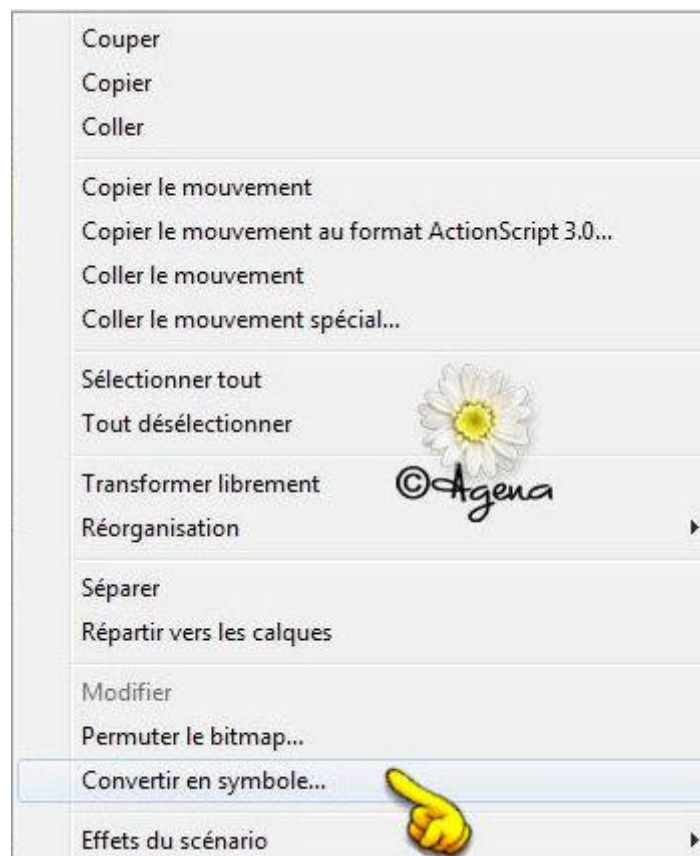 Couper
Copier
Coller
Copier le mouvement
Copier le mouvement au format ActionScript 3.0...
Coller le mouvement
Coller le mouvement spécial...
Sélectionner tout
Tout désélectionner
Transformer librement
©Agena
Réorganisation
Séparer
Répartir vers les calques
Modifier
Permuter le bitmap...
Convertir en symbole...
Effets du scénario